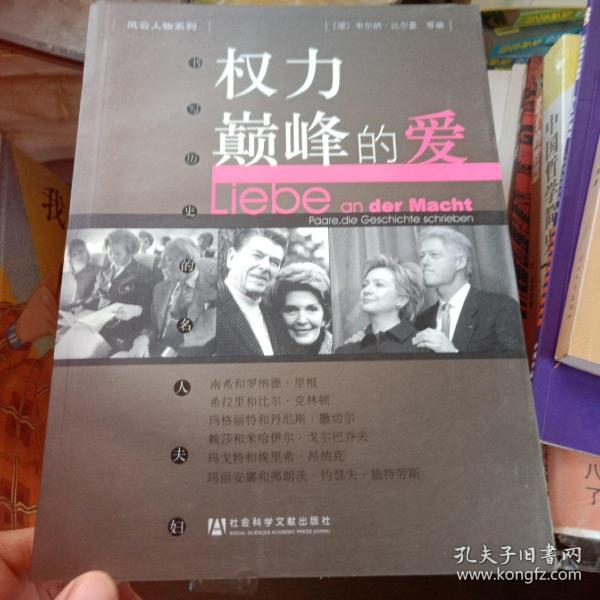 风云人物系列
〔德〕韦尔纳·比尔曼 等编
权力
巅峰的爱
Liebe an der Macht
Paare,die Geschichte schrieben
书写历史的名人夫妇
南希和罗纳德·里根
希拉里和比尔·克林顿
玛格丽特和丹尼斯·撒切尔
赖莎和米哈伊尔·戈尔巴乔夫
玛戈特和埃里希·昂纳克
玛丽安娜和弗朗茨·约瑟夫·施特劳斯
社会科学文献出版社
SOCIAL SCIENCES ACADEMIC PRESS (CHINA)
我
中国哲学简史
八
了
孔夫子旧书网
www.kongfz.com